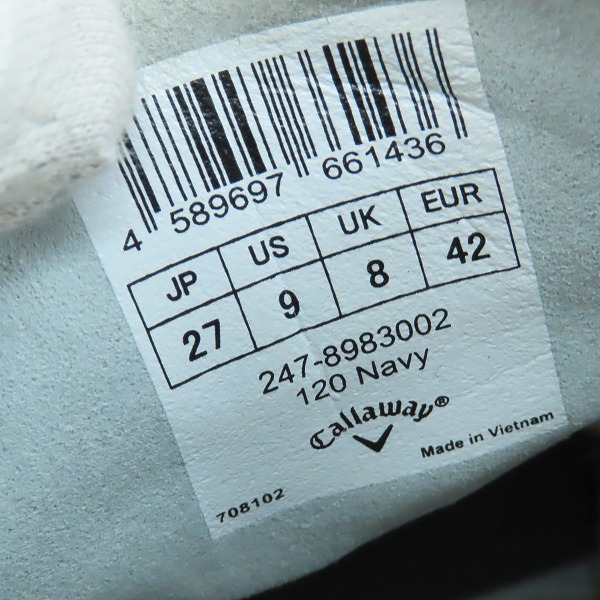 4 589697 661436
JP US UK EUR
27 9 8 42
247-8983002
120 Navy
Callaway®
Made in Vietnam
708102